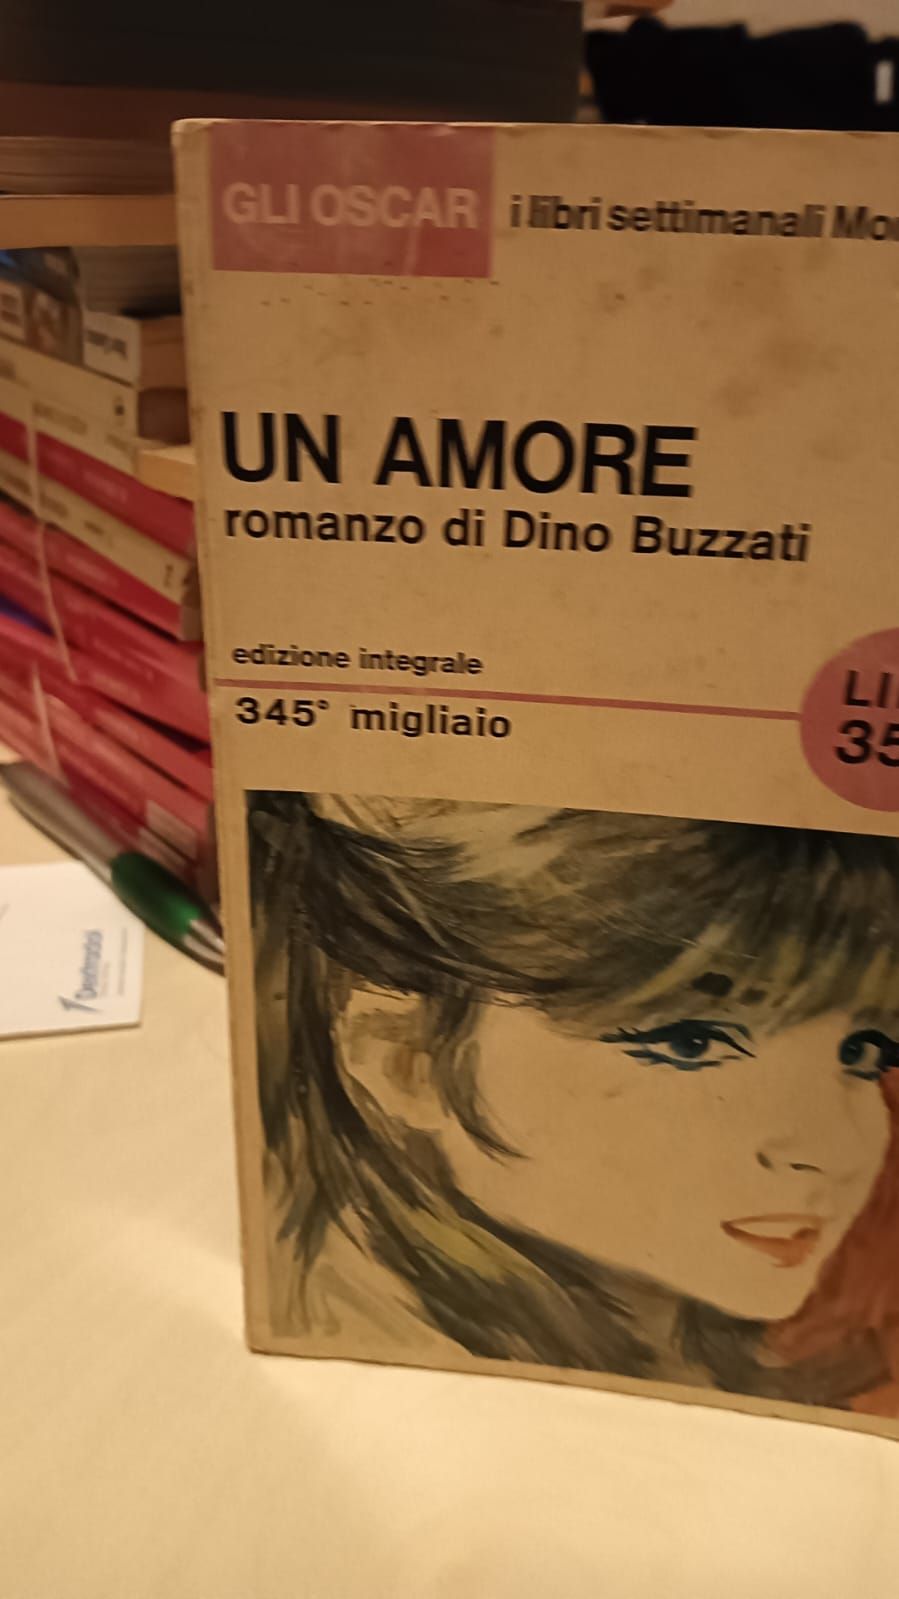 GLI OSCAR i libri settimanali Mo
UN AMORE
romanzo di Dino Buzzati
edizione integrale
345° migliaio
LI
35